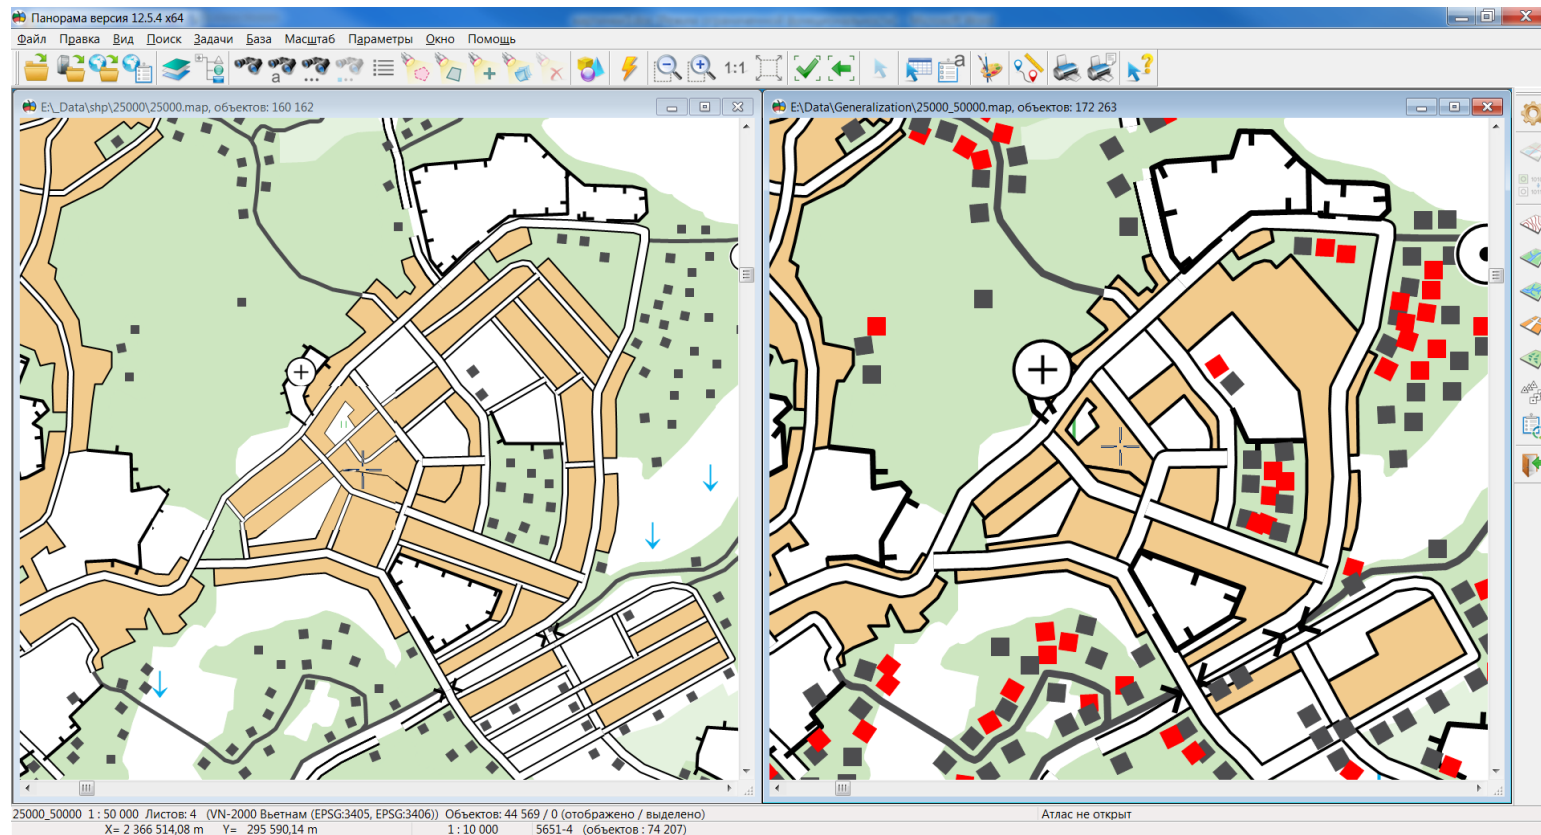 Панорама версия 12.5.4 x64
Файл Правка Вид Поиск Задачи База Масштаб Параметры Окно Помощь
a 1:1 a ?
E:\_Data\shp\25000\25000.map, объектов: 160 162
E:\Data\Generalization\25000_50000.map, объектов: 172 263
25000_50000 1 : 50 000 Листов: 4 (VN-2000 Вьетнам (EPSG:3405, EPSG:3406)) Объектов: 44 569 / 0 (отображено / выделено) Атлас не открыт
X= 2 366 514,08 m Y= 295 590,14 m 1 : 10 000 5651-4 (объектов : 74 207)